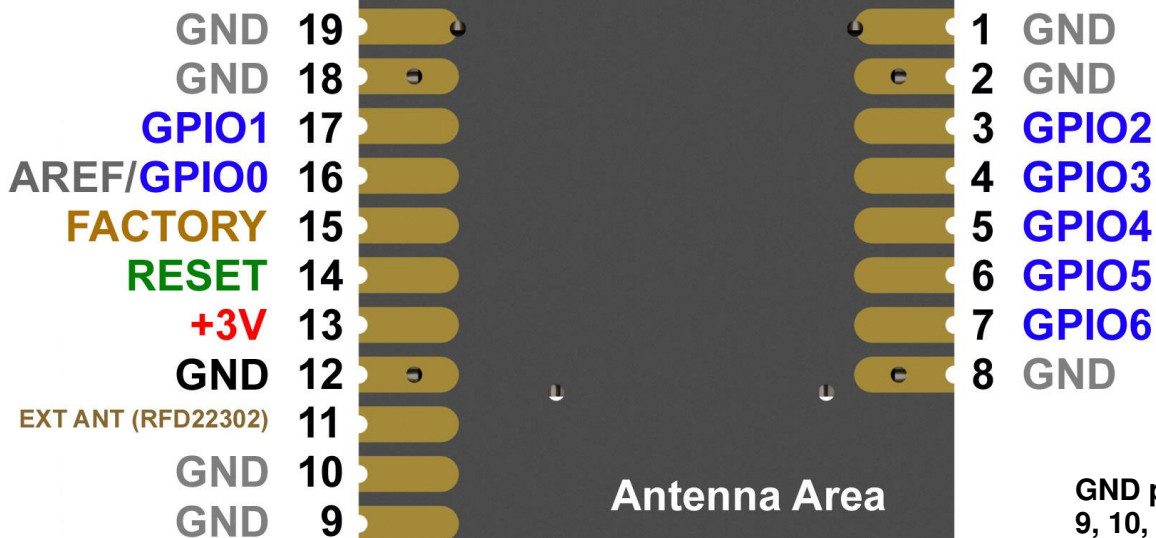 GND 19
GND 18
GPIO1 17
AREF/GPIO0 16
FACTORY 15
RESET 14
+3V 13
GND 12
EXT ANT (RFD22302) 11
GND 10
GND 9
Antenna Area
1 GND
2 GND
3 GPIO2
4 GPIO3
5 GPIO4
6 GPIO5
7 GPIO6
8 GND
GND
9, 10,